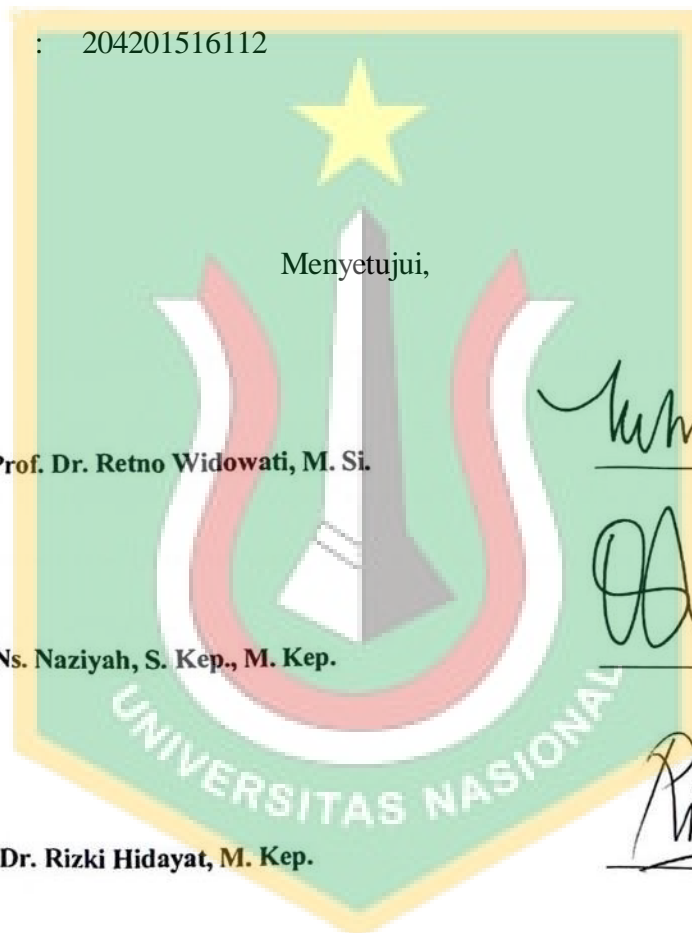 : 204201516112
Menyetujui,
Prof. Dr. Retno Widowati, M. Si.
Ns. Naziyah, S. Kep., M. Kep.
UNIVERSITAS NASIONAL
Dr. Rizki Hidayat, M. Kep.